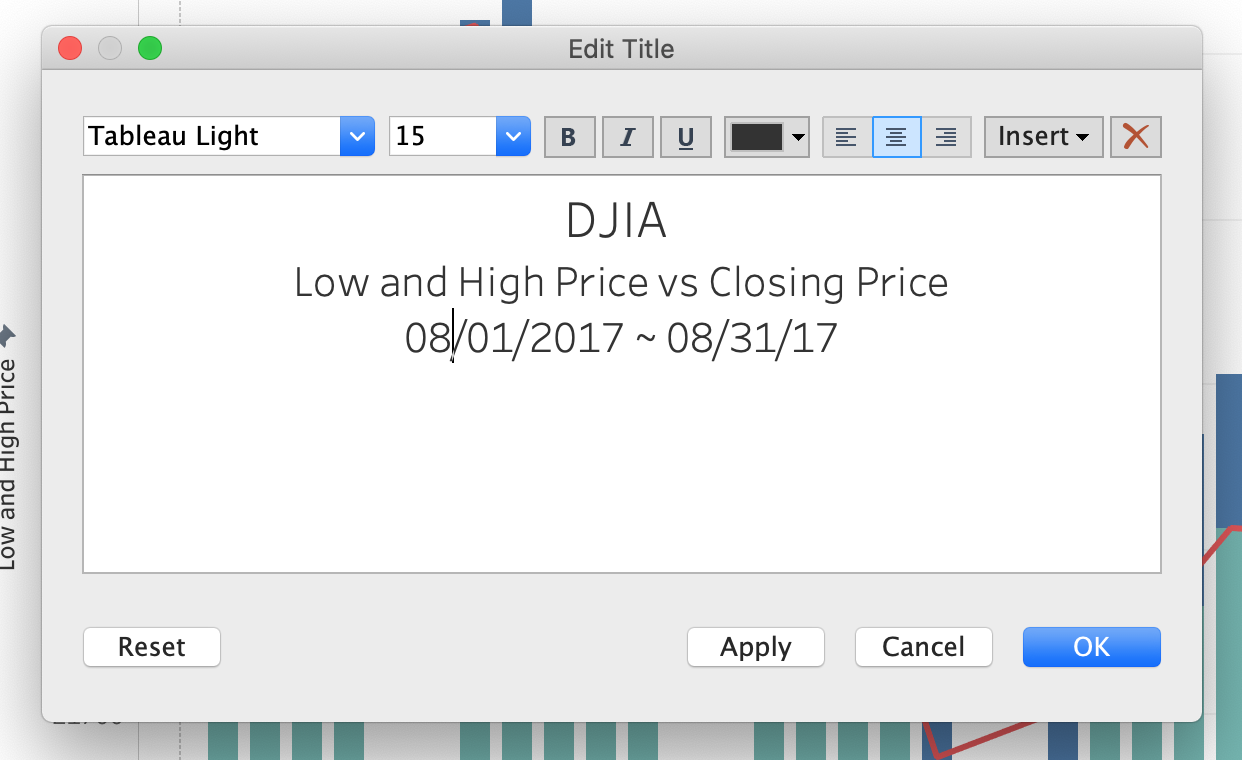 Edit Title
Tableau Light
15
B
I
U
Insert
DJIA
Low and High Price vs Closing Price
08/01/2017 ~ 08/31/17
Low and High Price
Reset
Apply
Cancel
OK